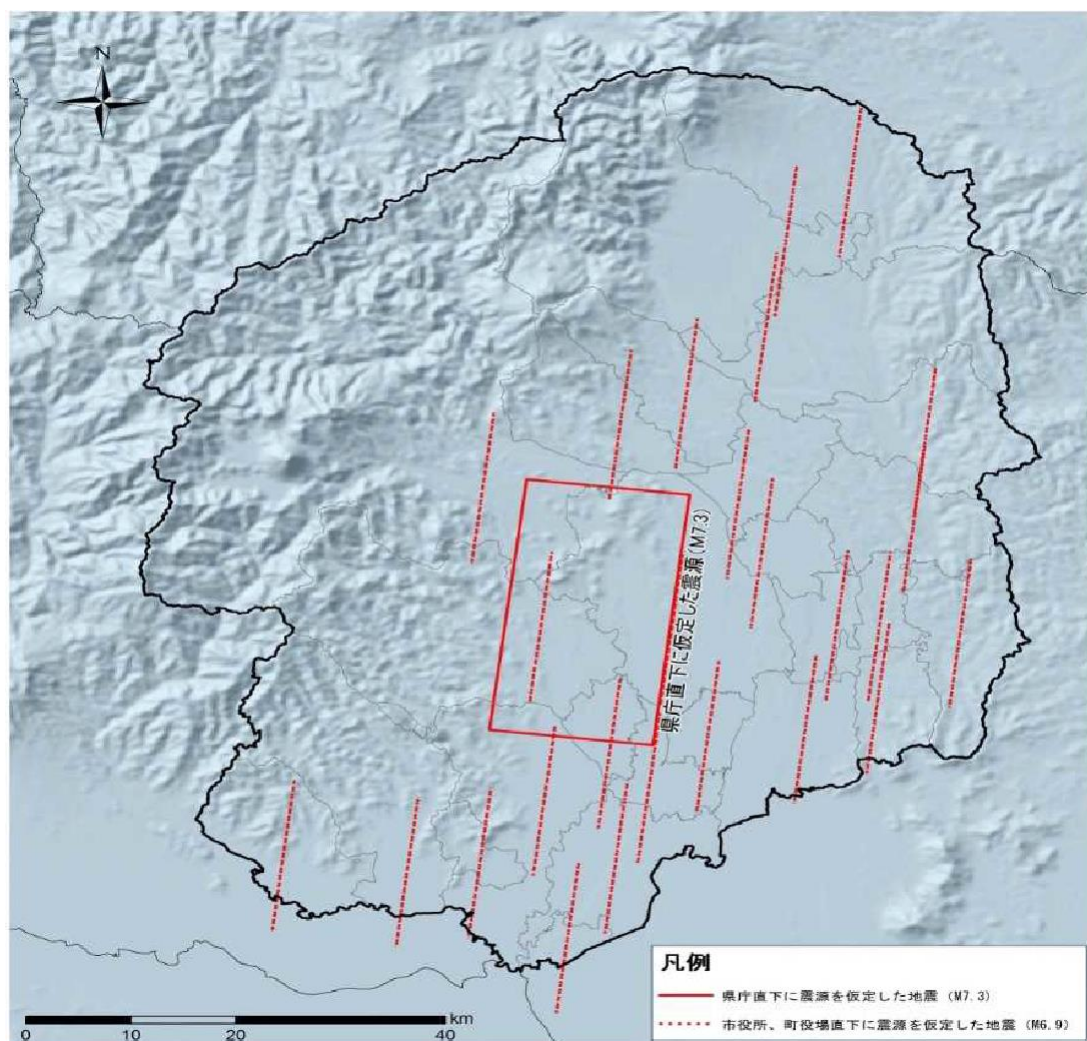 N
県庁直下に仮定した震源(M7.3)
凡例
県庁直下に震源を仮定した地震 (M7.3)
市役所、町役場直下に震源を仮定した地震 (M6.9)
km
0 10 20 40